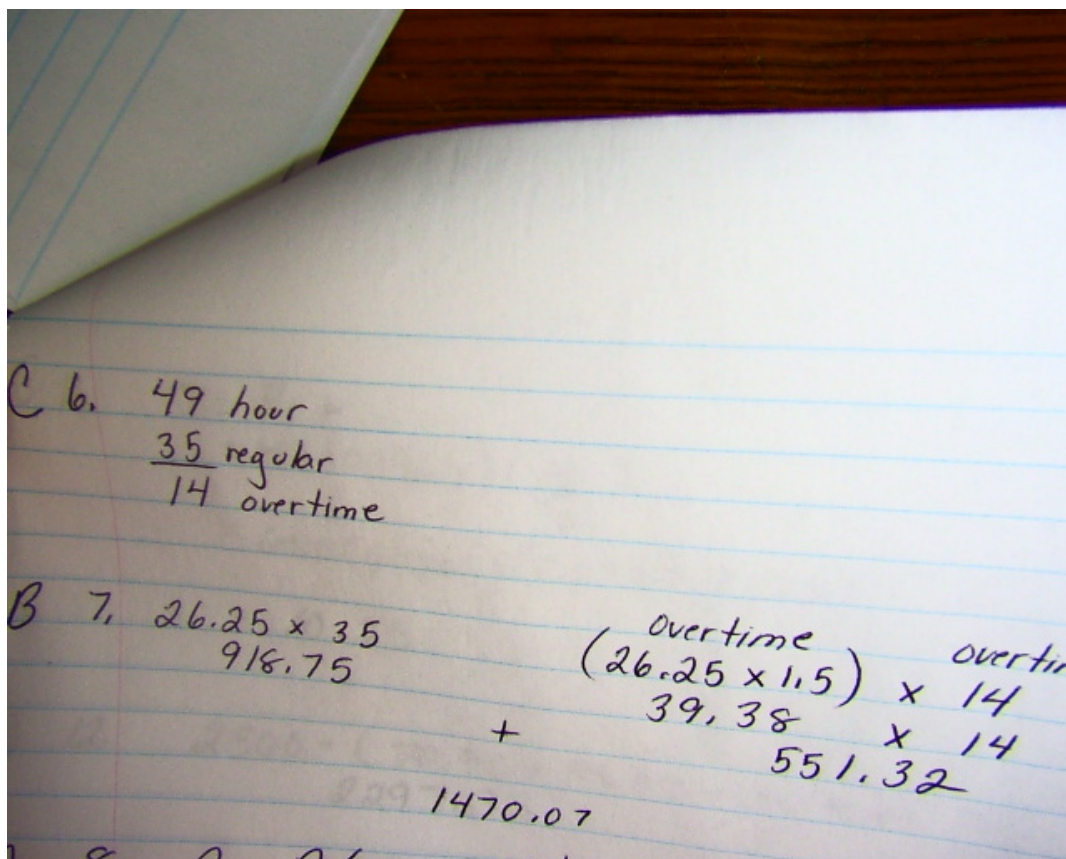 C 6. 49 hour
35 regular
14 overtime
B 7. 26.25 x 35
918.75
overtime
(26.25 x 1.5) x 14
39.38 x 14
+
551.32
1470.07